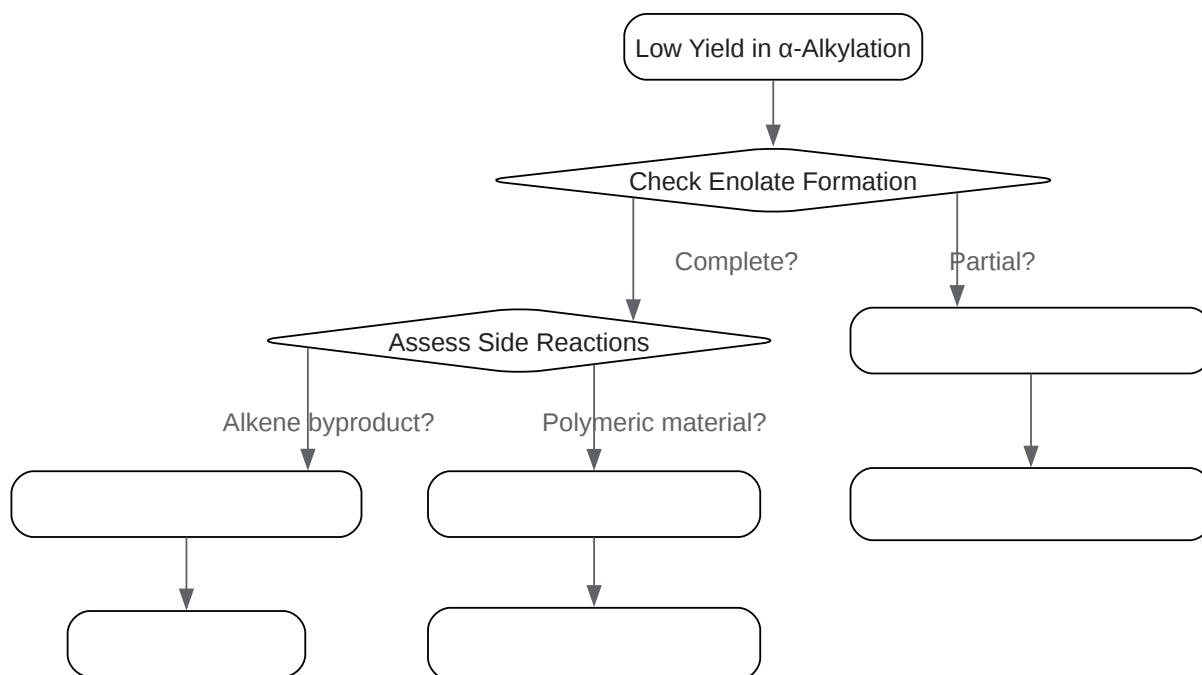 Low Yield in α-Alkylation
Check Enolate Formation
Complete?
Partial?
Assess Side Reactions
Alkene byproduct?
Polymeric material?